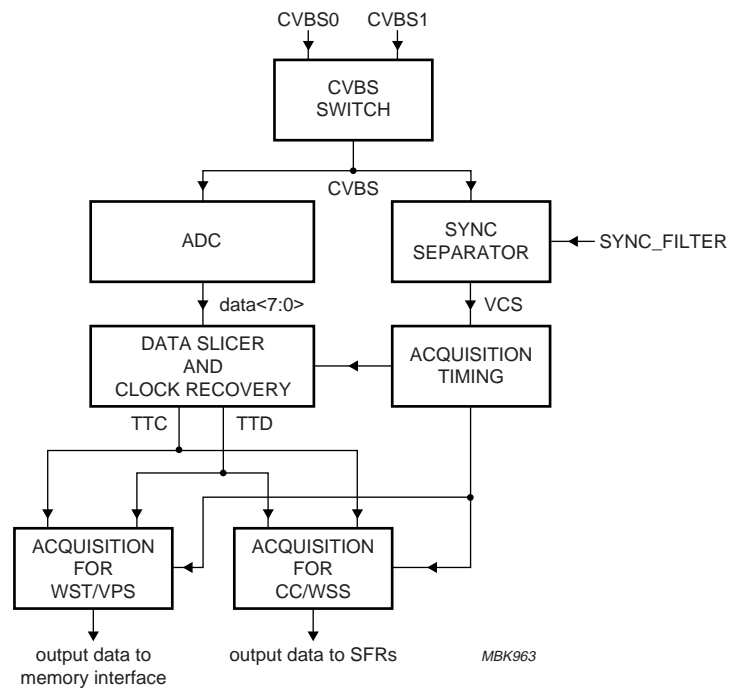 CVBS0 CVBS1
CVBS
SWITCH
CVBS
ADC
SYNC
SEPARATOR
SYNC_FILTER
data<7:0>
VCS
DATA SLICER
AND
CLOCK RECOVERY
ACQUISITION
TIMING
TTC TTD
ACQUISITION
FOR
WST/VPS
ACQUISITION
FOR
CC/WSS
output data to
memory interface
output data to SFRs
MBK963